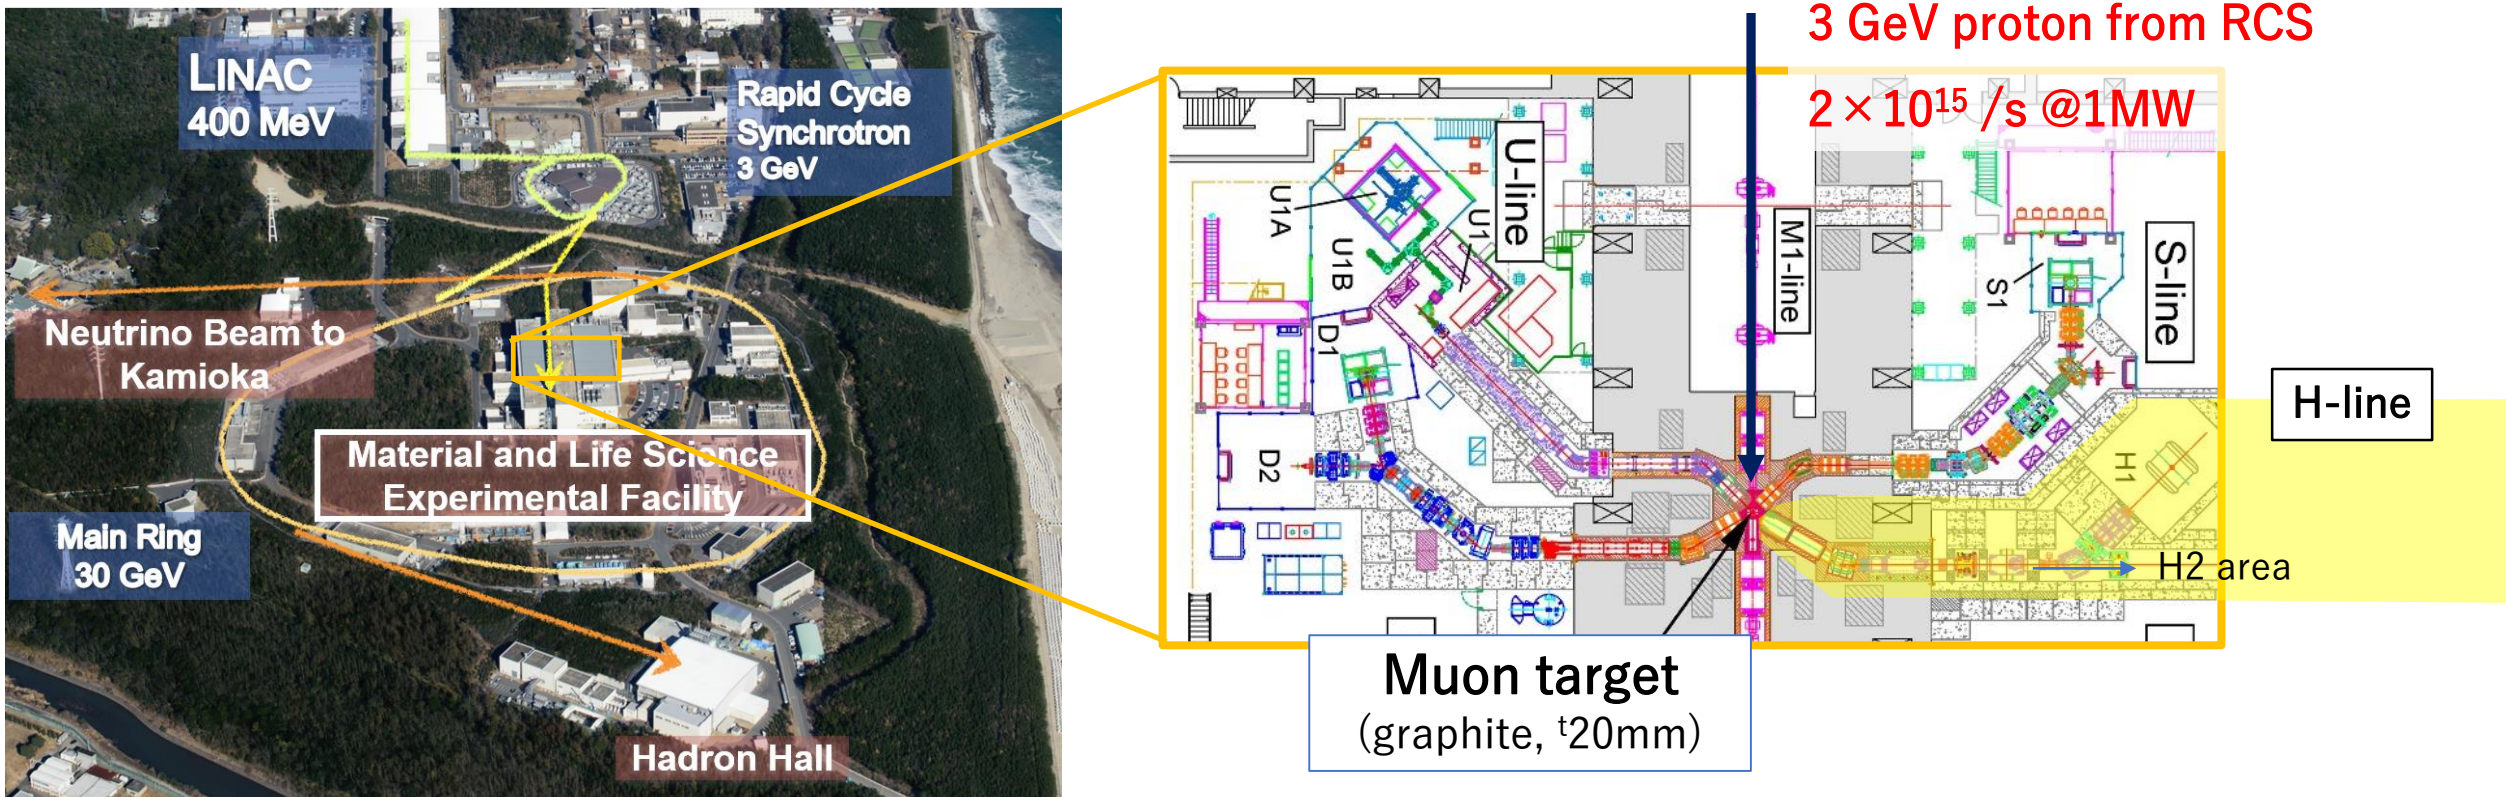 LINAC
400 MeV
Rapid Cycle
Synchrotron
3 GeV
Neutrino Beam to
Kamioka
Material and Life Science
Experimental Facility
Main Ring
30 GeV
Hadron Hall
3 GeV proton from RCS
2×10¹⁵ /s @1MW
U-line
U1A
U1
U1B
D1
D2
M1-line
S-line
S1
H-line
H1
H2 area
Muon target
(graphite, ᵗ20mm)